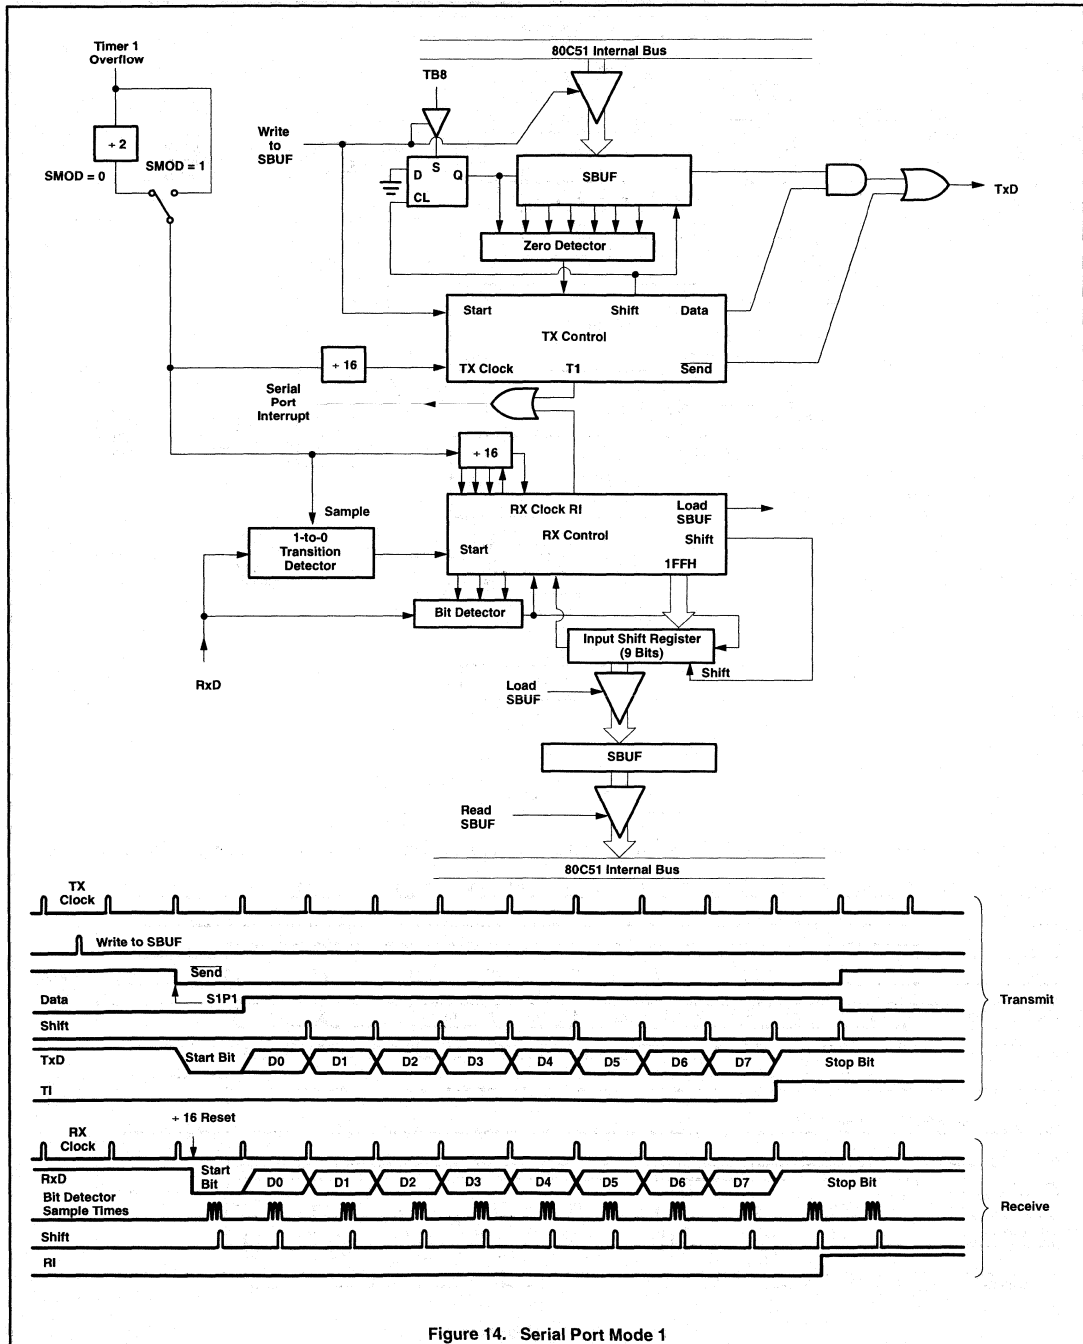 Timer 1
Overflow
80C51 Internal Bus
TB8
÷ 2
Write
to
SBUF
SMOD = 1
SMOD = 0
S
D
Q
CL
SBUF
TxD
Zero Detector
Start
Shift
Data
TX Control
÷ 16
TX Clock
T1
Send
Serial
Port
Interrupt
÷ 16
Sample
RX Clock RI
Load
SBUF
RX Control
Shift
1-to-0
Transition
Detector
Start
1FFH
Bit Detector
Input Shift Register
(9 Bits)
Shift
RxD
Load
SBUF
SBUF
Read
SBUF
80C51 Internal Bus
TX
Clock
Write to SBUF
Send
Data
S1P1
Transmit
Shift
TxD
Start Bit
D0
D1
D2
D3
D4
D5
D6
D7
Stop Bit
TI
÷ 16 Reset
RX
Clock
RxD
Start
Bit
D0
D1
D2
D3
D4
D5
D6
D7
Stop Bit
Bit Detector
Sample Times
Receive
Shift
RI
Figure 14. Serial Port Mode 1